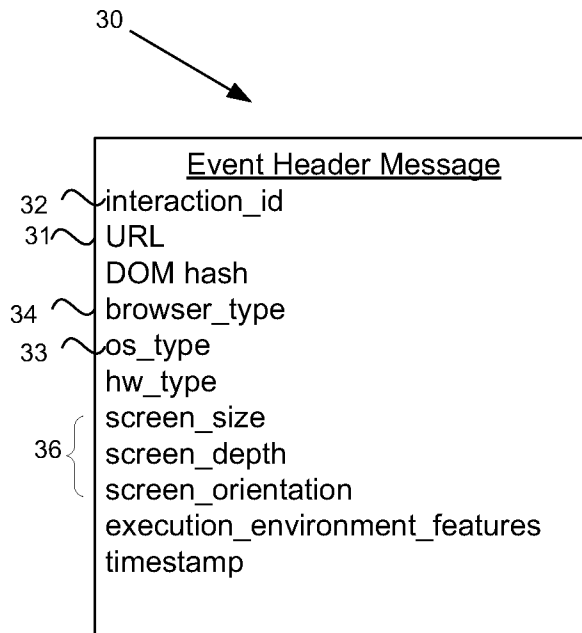 30
Event Header Message
32 interaction_id
31 URL
DOM hash
34 browser_type
33 os_type
hw_type
screen_size
36 screen_depth
screen_orientation
execution_environment_features
timestamp